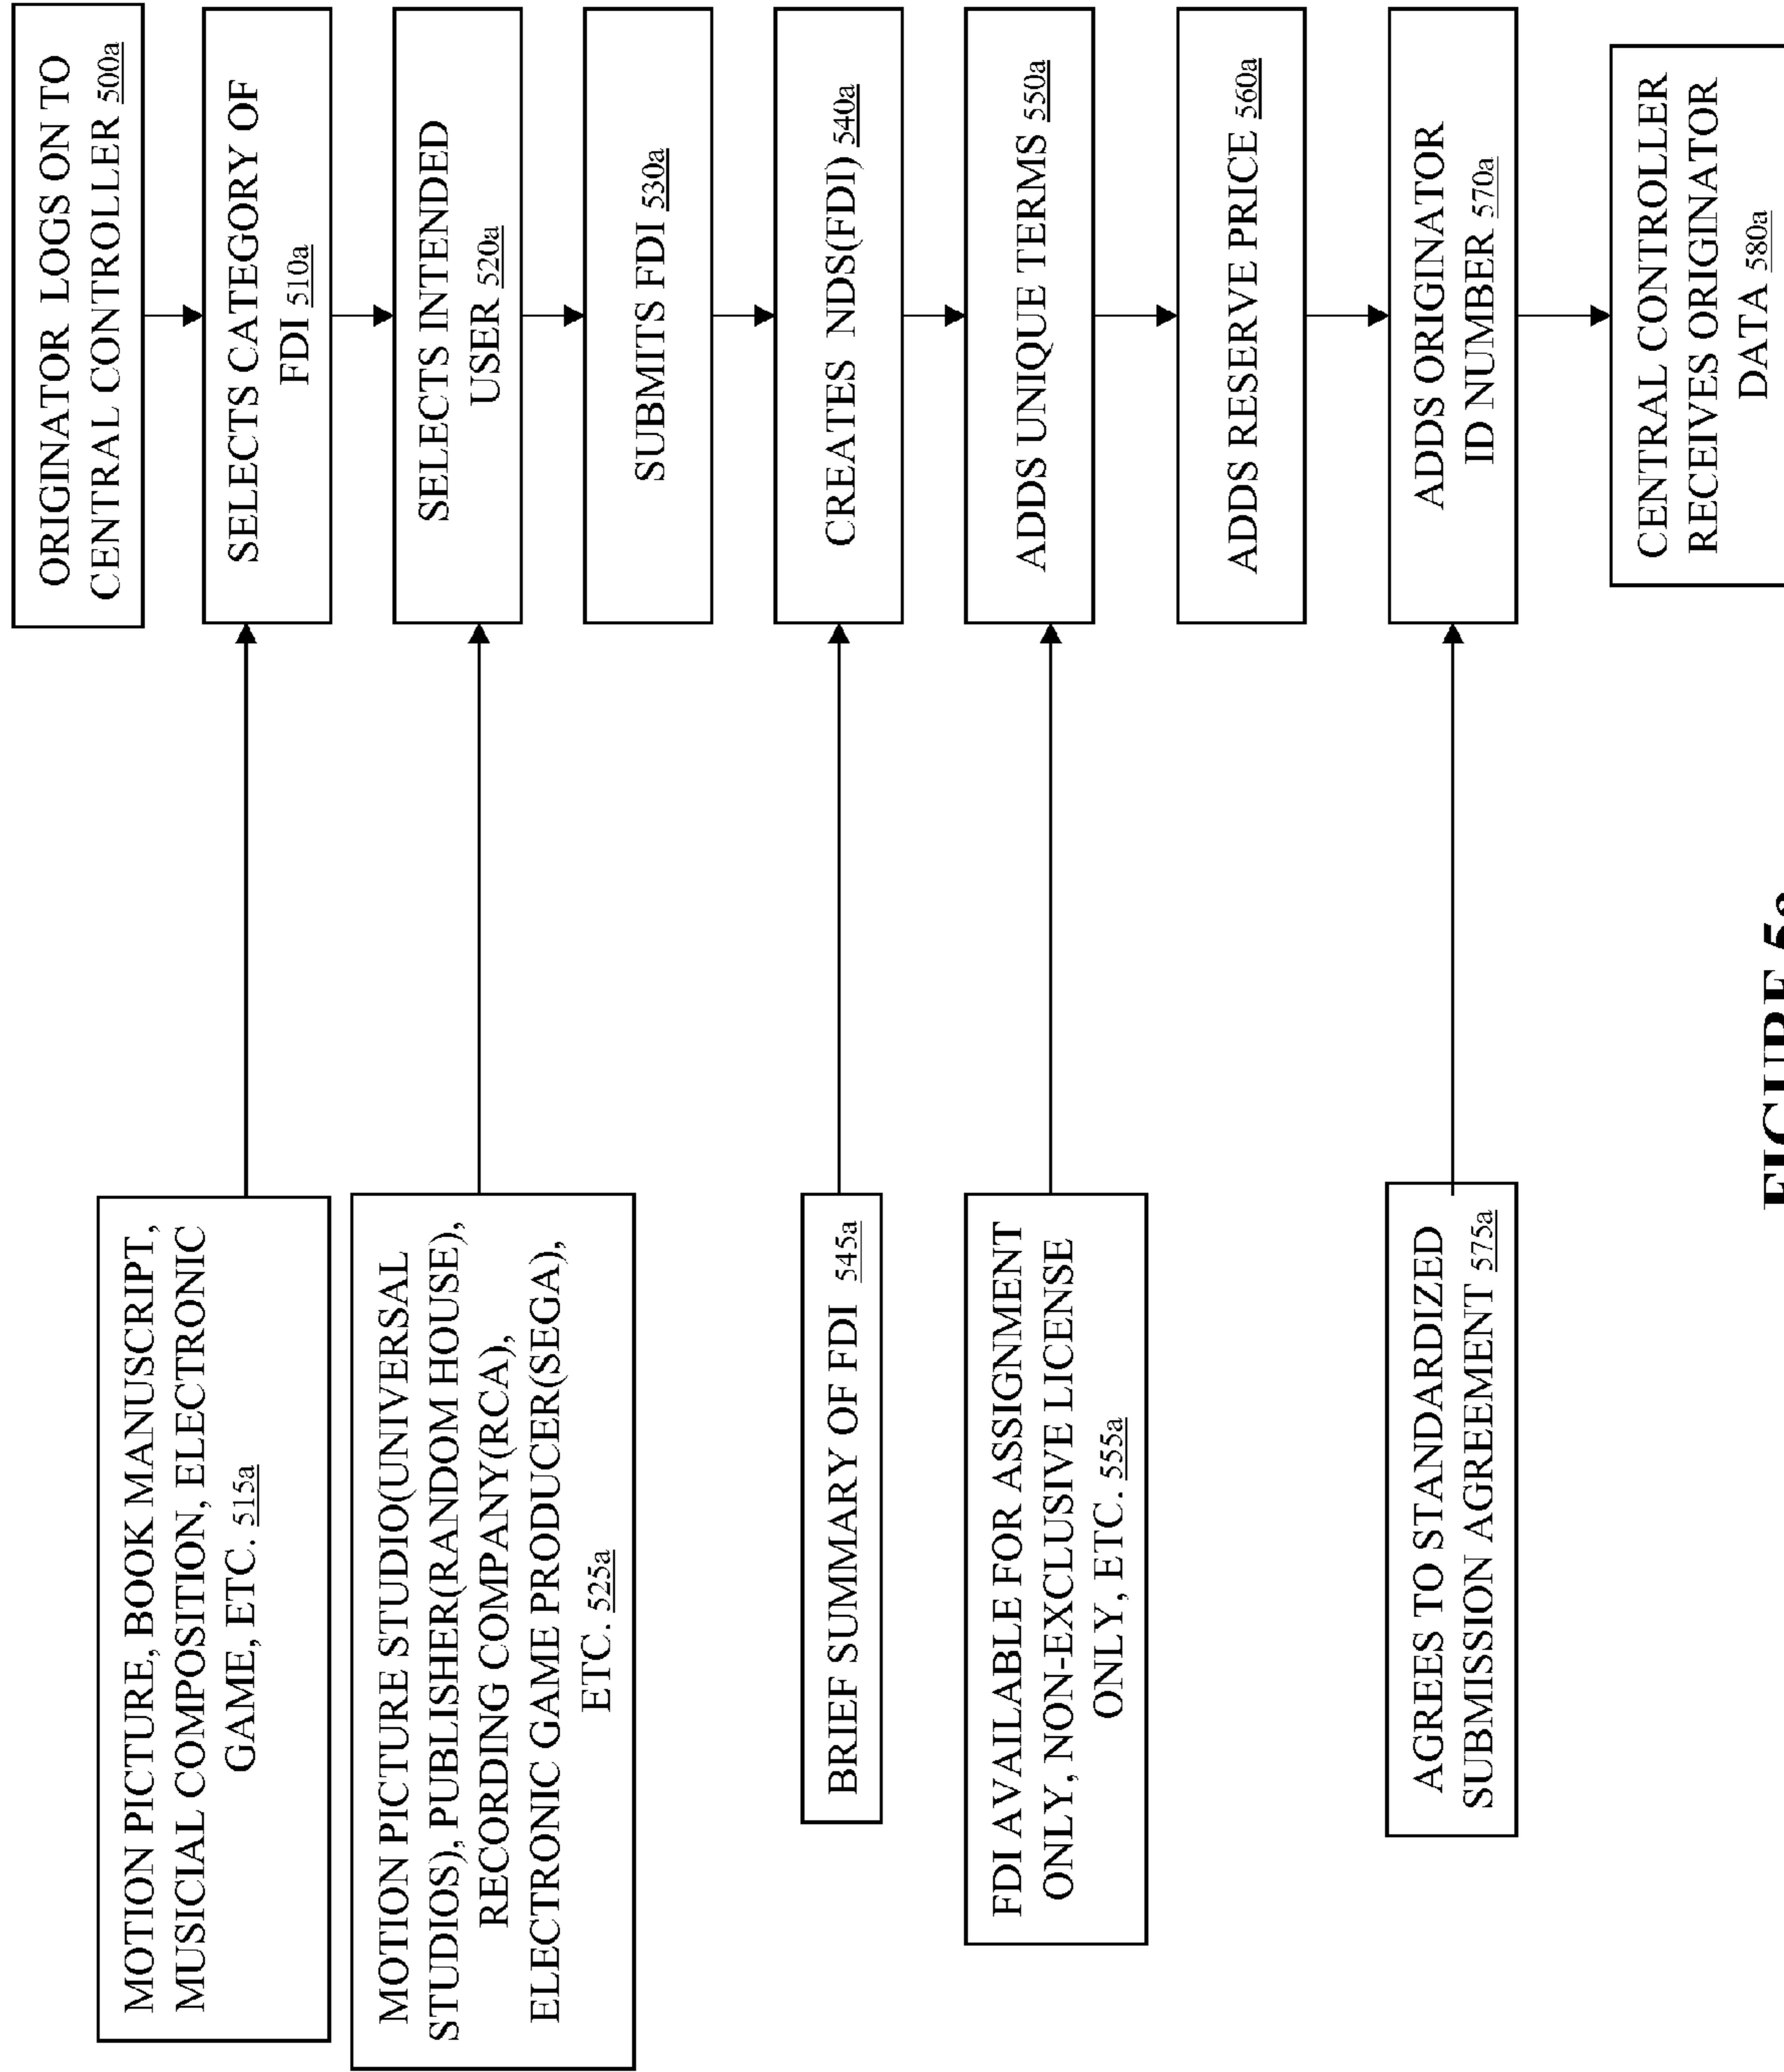 ORIGINATOR LOGS ON TO
CENTRAL CONTROLLER 500a
SELECTS CATEGORY OF
FDI 510a
SELECTS INTENDED
USER 520a
SUBMITS FDI 530a
CREATES NDS(FDI) 540a
ADDS UNIQUE TERMS 550a
ADDS RESERVE PRICE 560a
ADDS ORIGINATOR
ID NUMBER 570a
CENTRAL CONTROLLER
RECEIVES ORIGINATOR
DATA 580a
MOTION PICTURE, BOOK MANUSCRIPT,
MUSICIAL COMPOSITION, ELECTRONIC
GAME, ETC. 515a
MOTION PICTURE STUDIO(UNIVERSAL
STUDIOS), PUBLISHER(RANDOM HOUSE),
RECORDING COMPANY(RCA),
ELECTRONIC GAME PRODUCER(SEGA),
ETC. 525a
BRIEF SUMMARY OF FDI 545a
FDI AVAILABLE FOR ASSIGNMENT
ONLY, NON-EXCLUSIVE LICENSE
ONLY, ETC. 555a
AGREES TO STANDARDIZED
SUBMISSION AGREEMENT 575a
FIGURE 5a